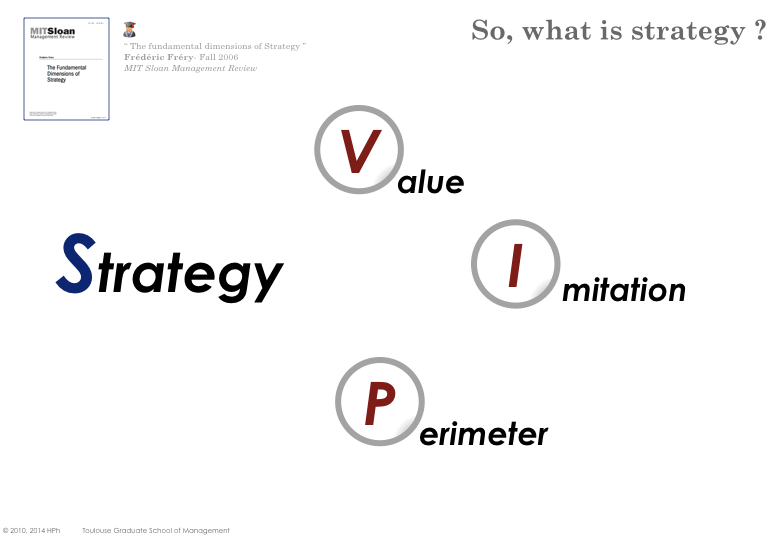 So, what is strategy ?
MITSloan
Management Review
The Fundamental
Dimensions of
Strategy
“ The fundamental dimensions of Strategy ”
Frédéric Fréry- Fall 2006
MIT Sloan Management Review
Value
Strategy
Imitation
Perimeter
© 2010, 2014 HPh Toulouse Graduate School of Management